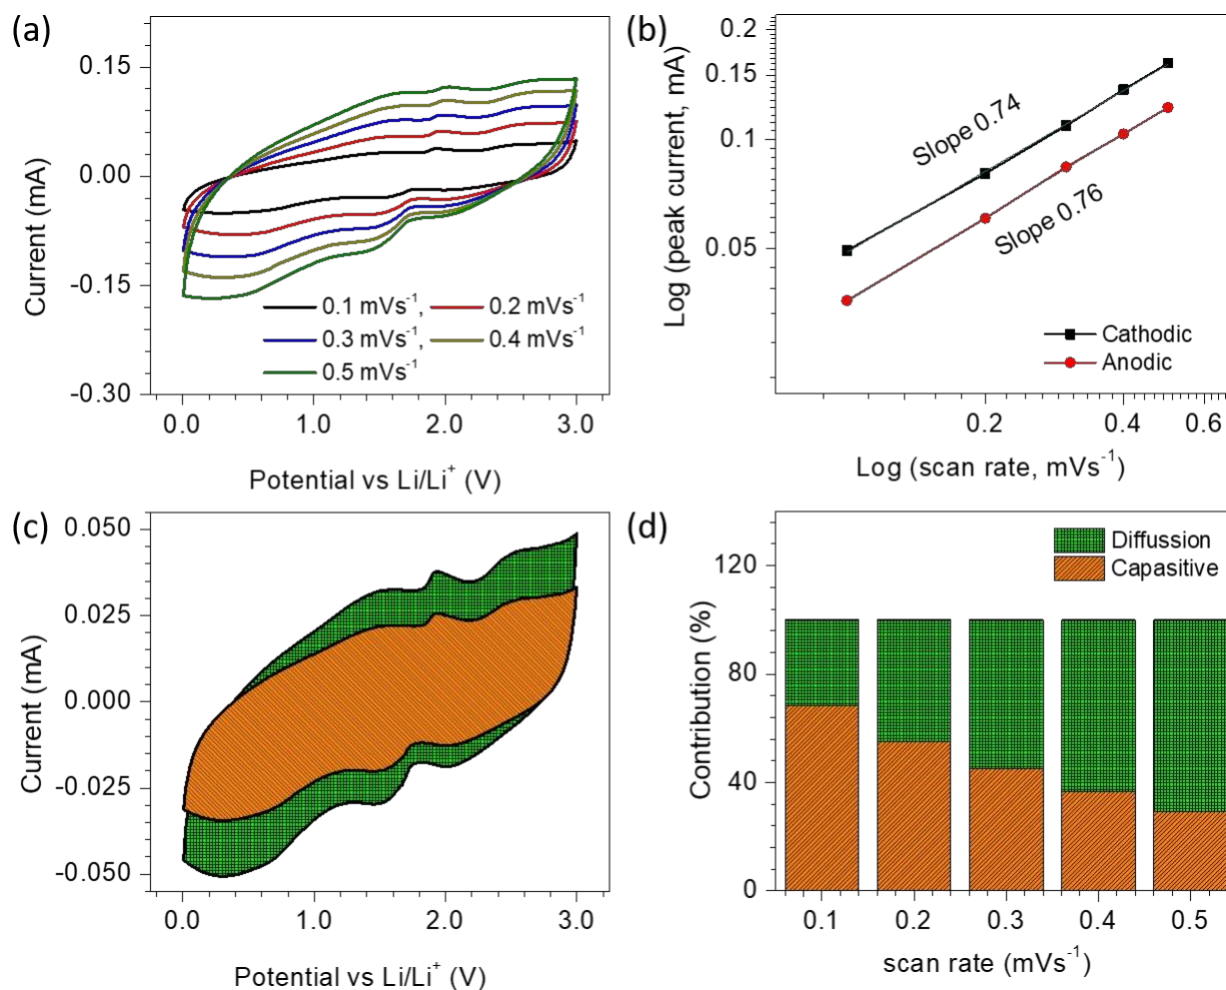 (a)
0.15
0.00
-0.15
-0.30
Current (mA)
0.1 mVs⁻¹, 0.2 mVs⁻¹
0.3 mVs⁻¹, 0.4 mVs⁻¹
0.5 mVs⁻¹
0.0 1.0 2.0 3.0
Potential vs Li/Li⁺ (V)
(b)
0.2
0.15
0.1
0.05
Log (peak current, mA)
Slope 0.74
Slope 0.76
Cathodic
Anodic
0.2 0.4 0.6
Log (scan rate, mVs⁻¹)
(c)
0.050
0.025
0.000
-0.025
-0.050
Current (mA)
0.0 1.0 2.0 3.0
Potential vs Li/Li⁺ (V)
(d)
Diffussion
Capasitive
120
80
40
0
Contribution (%)
0.1 0.2 0.3 0.4 0.5
scan rate (mVs⁻¹)